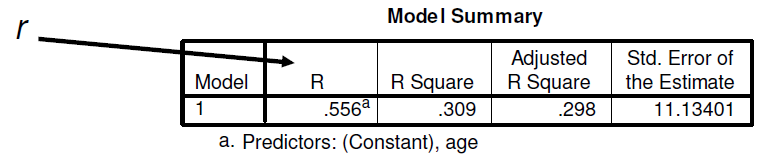 Model Summary
r
Adjusted Std. Error of
Model R R Square R Square the Estimate
1 .556a .309 .298 11.13401
a. Predictors: (Constant), age